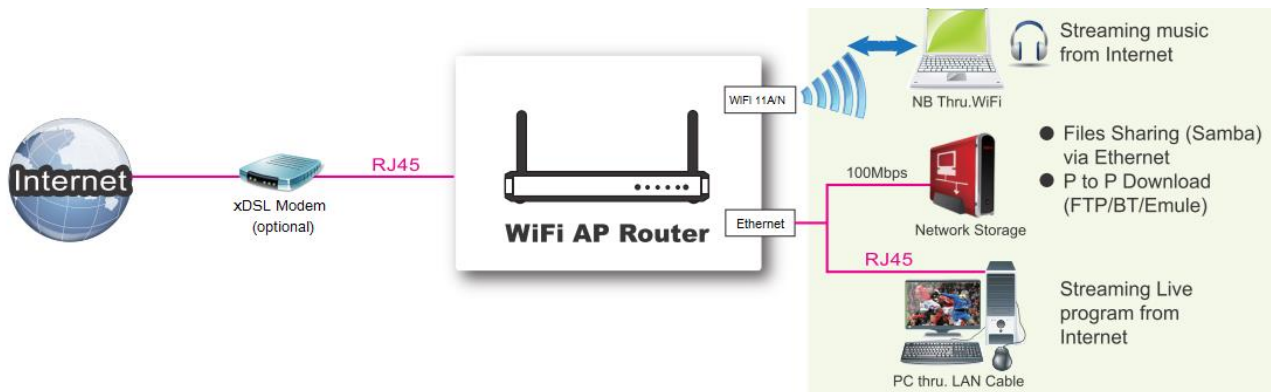 Internet
xDSL Modem
(optional)
RJ45
WiFi AP Router
WIFI 11A/N
Ethernet
NB Thru.WiFi
Streaming music
from Internet
100Mbps
Network Storage
● Files Sharing (Samba)
via Ethernet
● P to P Download
(FTP/BT/Emule)
RJ45
PC thru. LAN Cable
Streaming Live
program from
Internet